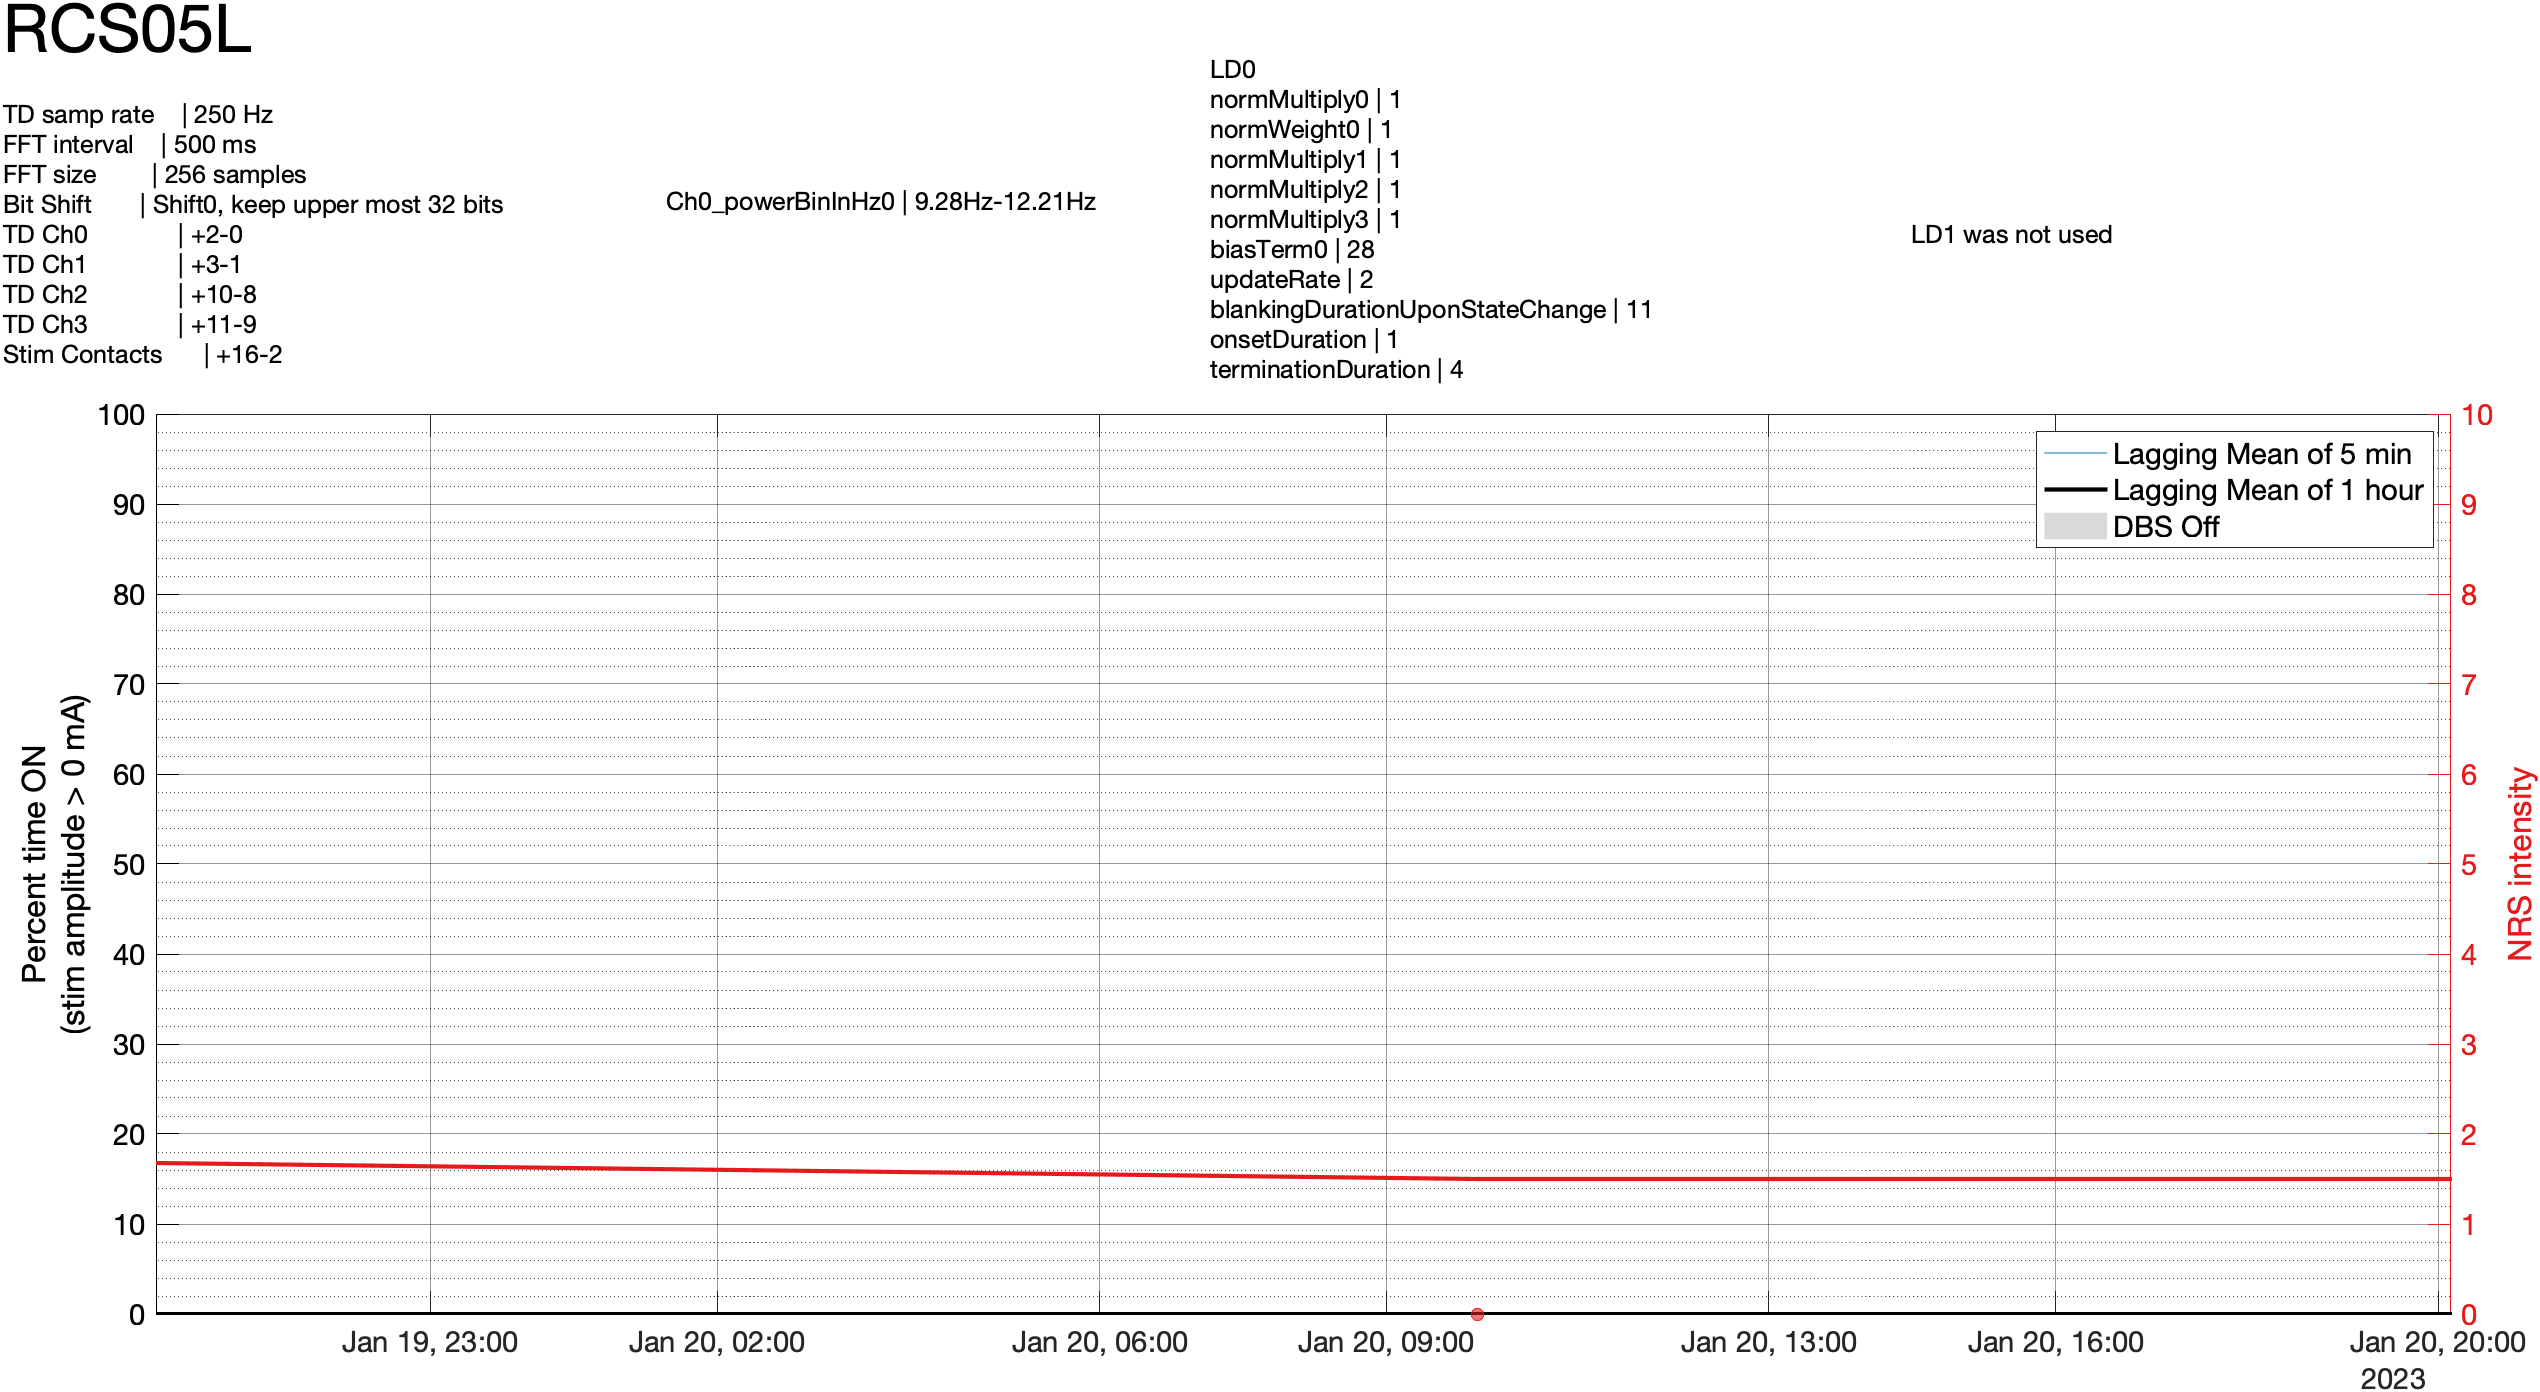 RCS05L
TD samp rate | 250 Hz
FFT interval | 500 ms
FFT size | 256 samples
Bit Shift | Shift0, keep upper most 32 bits
TD Ch0 | +2-0
TD Ch1 | +3-1
TD Ch2 | +10-8
TD Ch3 | +11-9
Stim Contacts | +16-2
Ch0_powerBinInHz0 | 9.28Hz-12.21Hz
LD0
normMultiply0 | 1
normWeight0 | 1
normMultiply1 | 1
normMultiply2 | 1
normMultiply3 | 1
biasTerm0 | 28
updateRate | 2
blankingDurationUponStateChange | 11
onsetDuration | 1
terminationDuration | 4
LD1 was not used
Percent time ON
(stim amplitude > 0 mA)
100
90
80
70
60
50
40
30
20
10
0
Lagging Mean of 5 min
Lagging Mean of 1 hour
DBS Off
10
9
8
7
6
5
4
3
2
1
0
NRS intensity
Jan 19, 23:00
Jan 20, 02:00
Jan 20, 06:00
Jan 20, 09:00
Jan 20, 13:00
Jan 20, 16:00
Jan 20, 20:00
2023